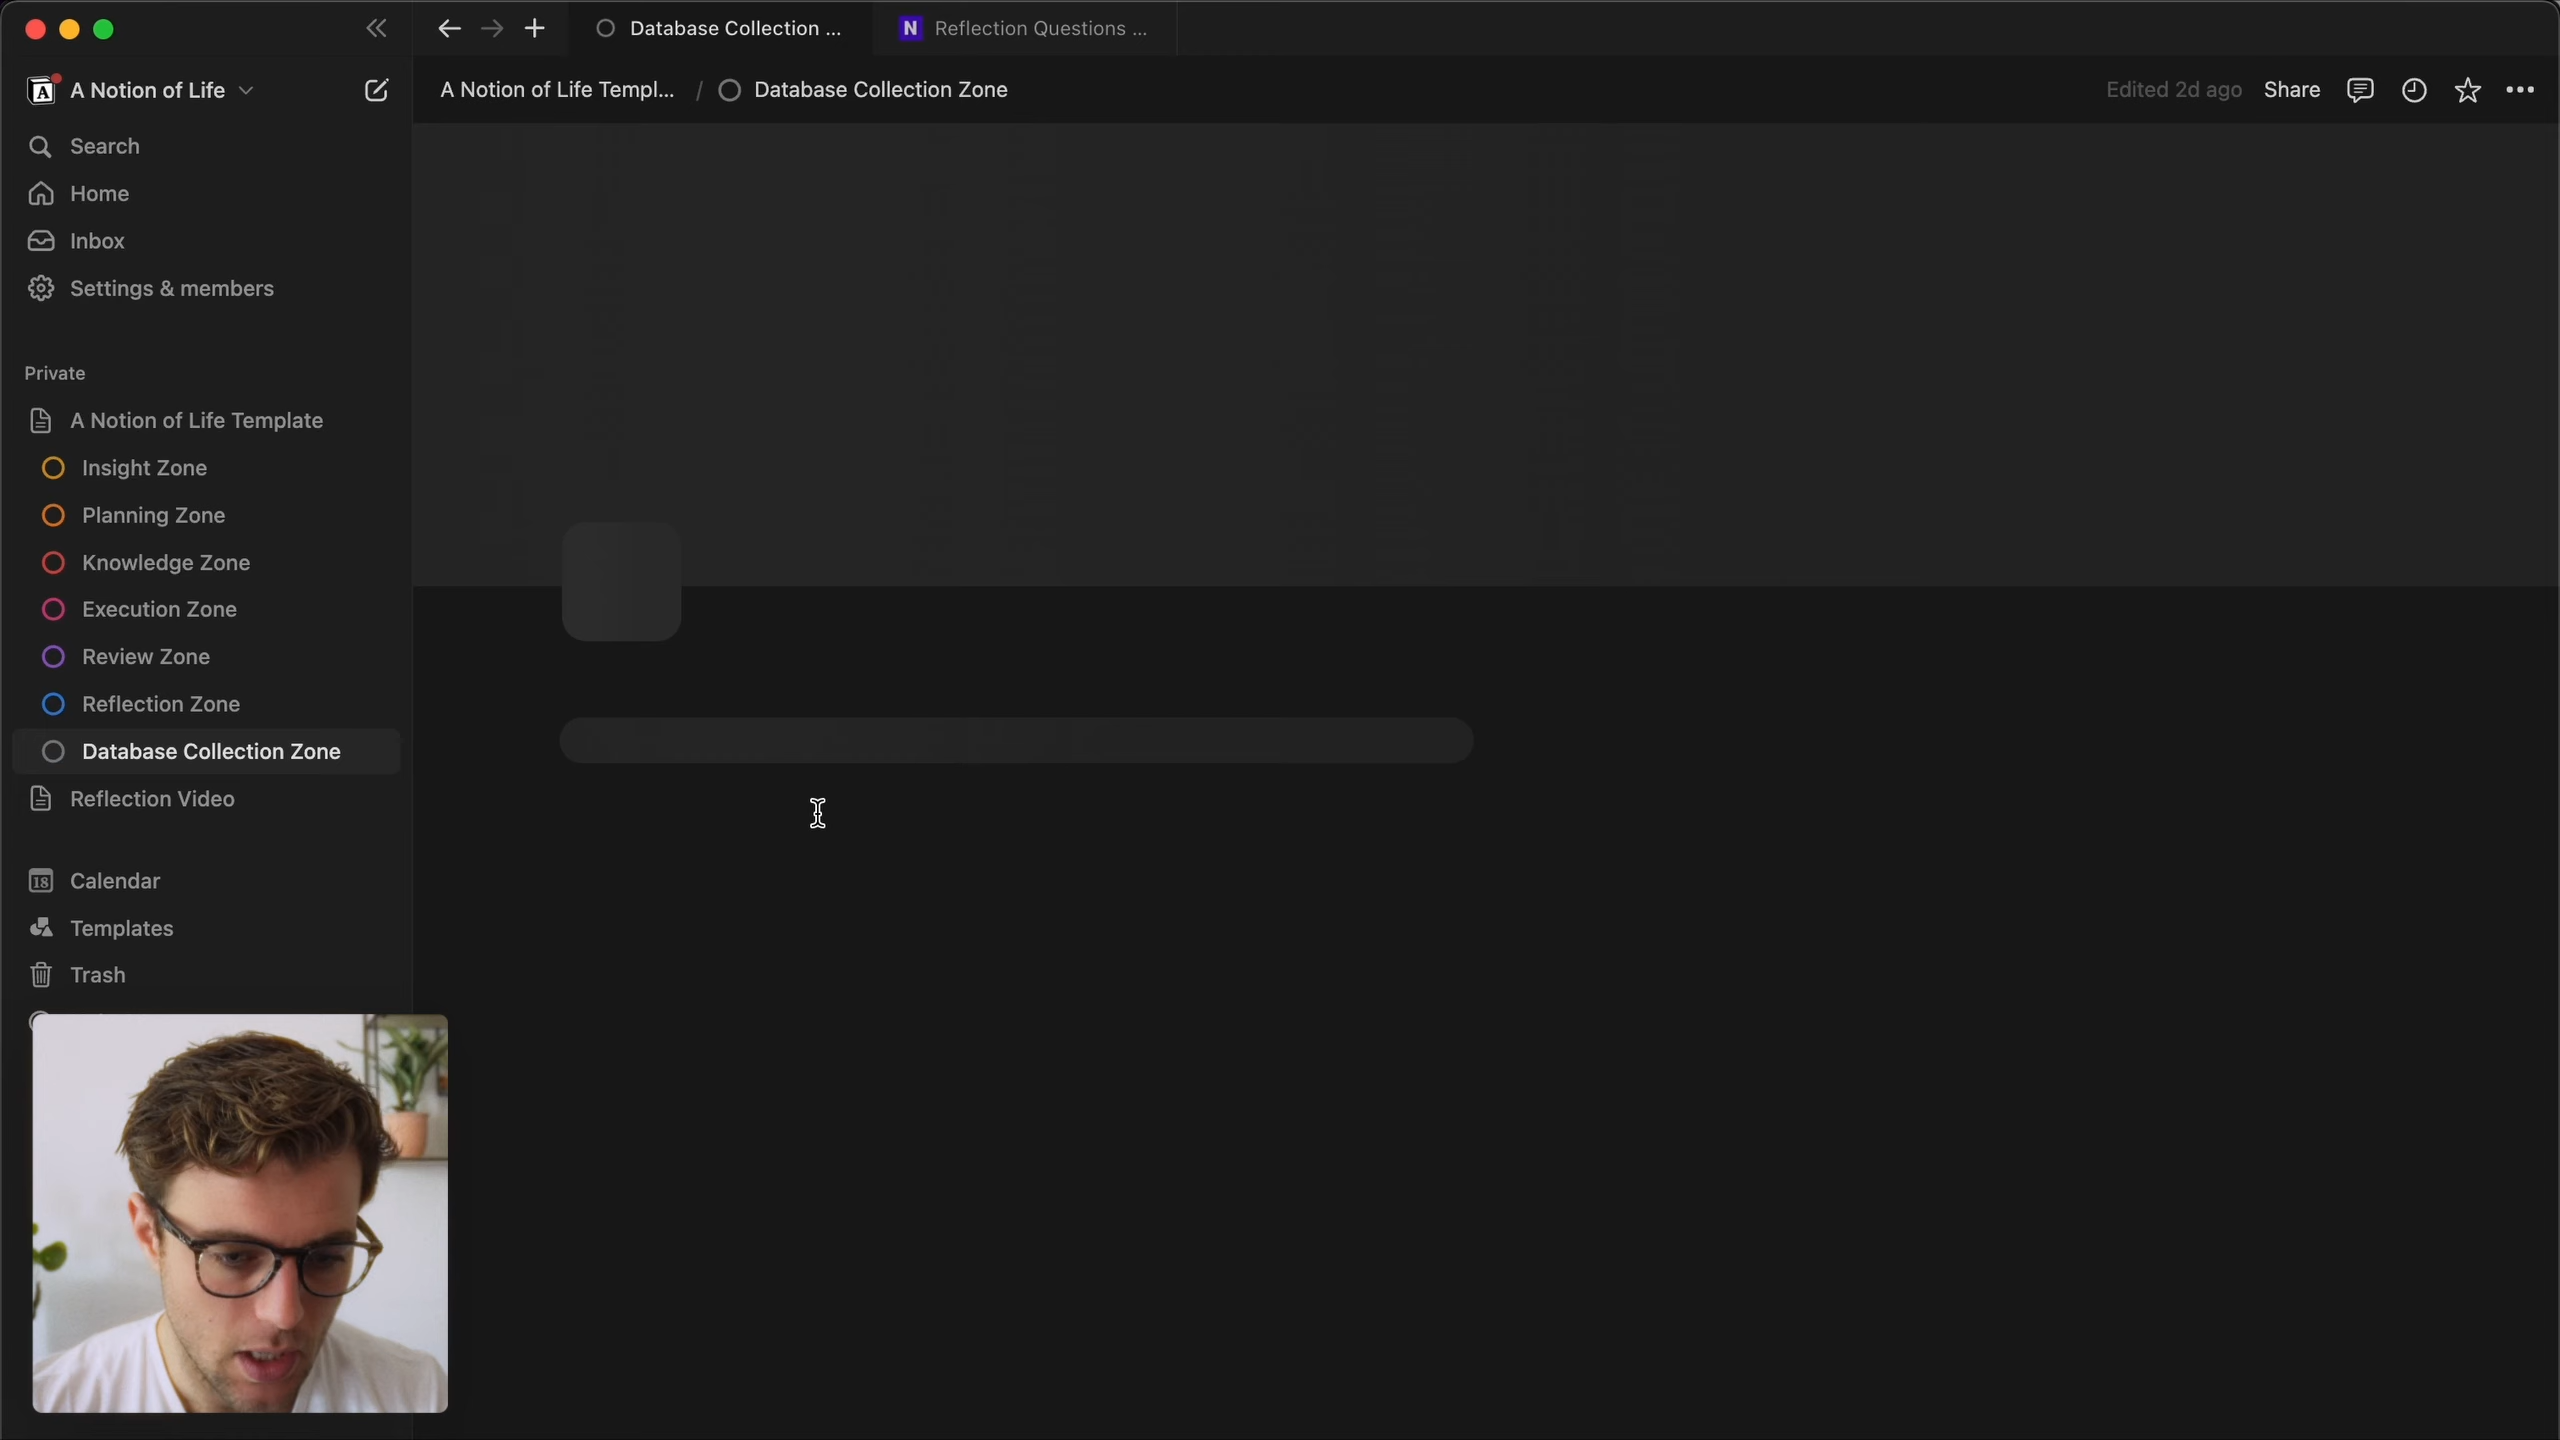 Database Collection ...
N Reflection Questions ...
A A Notion of Life
A Notion of Life Templ... / Database Collection Zone
Edited 2d ago Share
Search
Home
Inbox
Settings & members
Private
A Notion of Life Template
Insight Zone
Planning Zone
Knowledge Zone
Execution Zone
Review Zone
Reflection Zone
Database Collection Zone
Reflection Video
18 Calendar
Templates
Trash